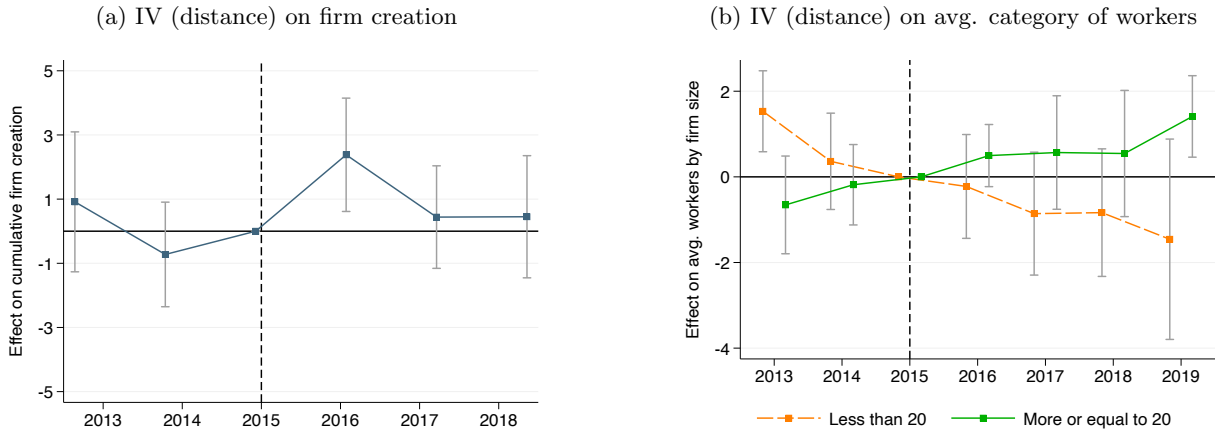 (a) IV (distance) on firm creation
Effect on cumulative firm creation
5
3
1
-1
-3
-5
2013 2014 2015 2016 2017 2018
(b) IV (distance) on avg. category of workers
Effect on avg. workers by firm size
2
0
-2
-4
2013 2014 2015 2016 2017 2018 2019
Less than 20 More or equal to 20